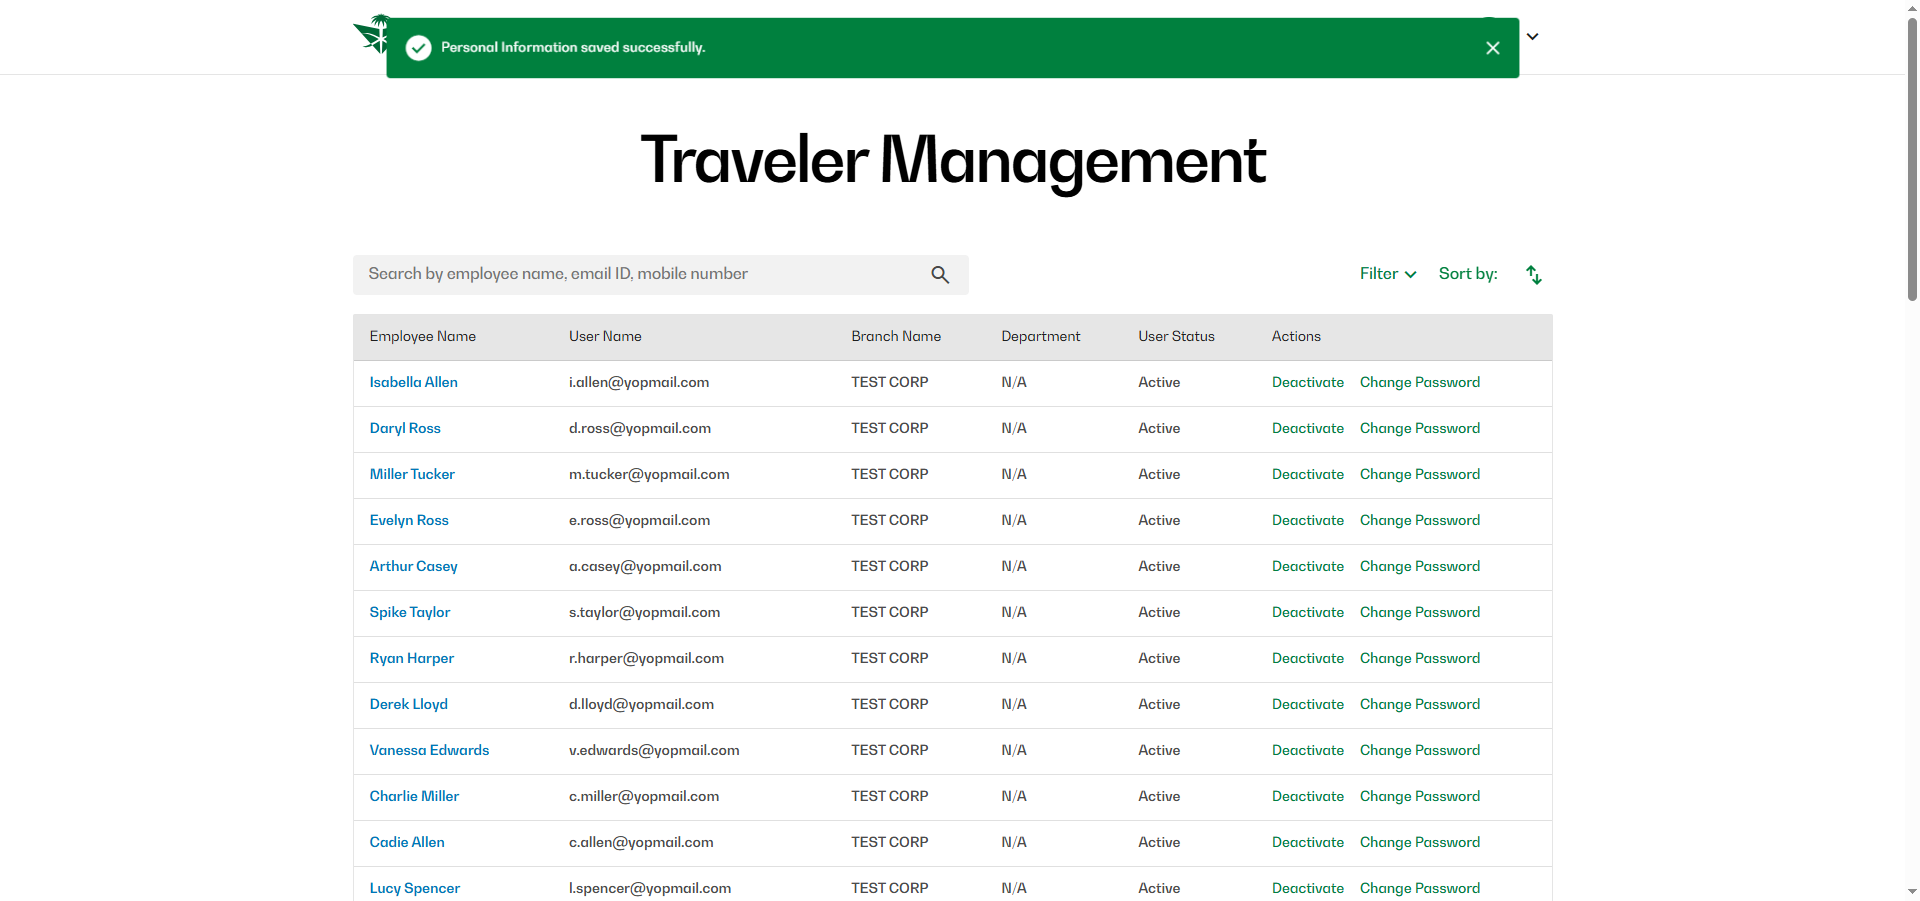 Personal Information saved successfully.
Traveler Management
Search by employee name, email ID, mobile number
Filter Sort by:
Employee Name User Name Branch Name Department User Status Actions
Isabella Allen i.allen@yopmail.com TEST CORP N/A Active Deactivate Change Password
Daryl Ross d.ross@yopmail.com TEST CORP N/A Active Deactivate Change Password
Miller Tucker m.tucker@yopmail.com TEST CORP N/A Active Deactivate Change Password
Evelyn Ross e.ross@yopmail.com TEST CORP N/A Active Deactivate Change Password
Arthur Casey a.casey@yopmail.com TEST CORP N/A Active Deactivate Change Password
Spike Taylor s.taylor@yopmail.com TEST CORP N/A Active Deactivate Change Password
Ryan Harper r.harper@yopmail.com TEST CORP N/A Active Deactivate Change Password
Derek Lloyd d.lloyd@yopmail.com TEST CORP N/A Active Deactivate Change Password
Vanessa Edwards v.edwards@yopmail.com TEST CORP N/A Active Deactivate Change Password
Charlie Miller c.miller@yopmail.com TEST CORP N/A Active Deactivate Change Password
Cadie Allen c.allen@yopmail.com TEST CORP N/A Active Deactivate Change Password
Lucy Spencer l.spencer@yopmail.com TEST CORP N/A Active Deactivate Change Password